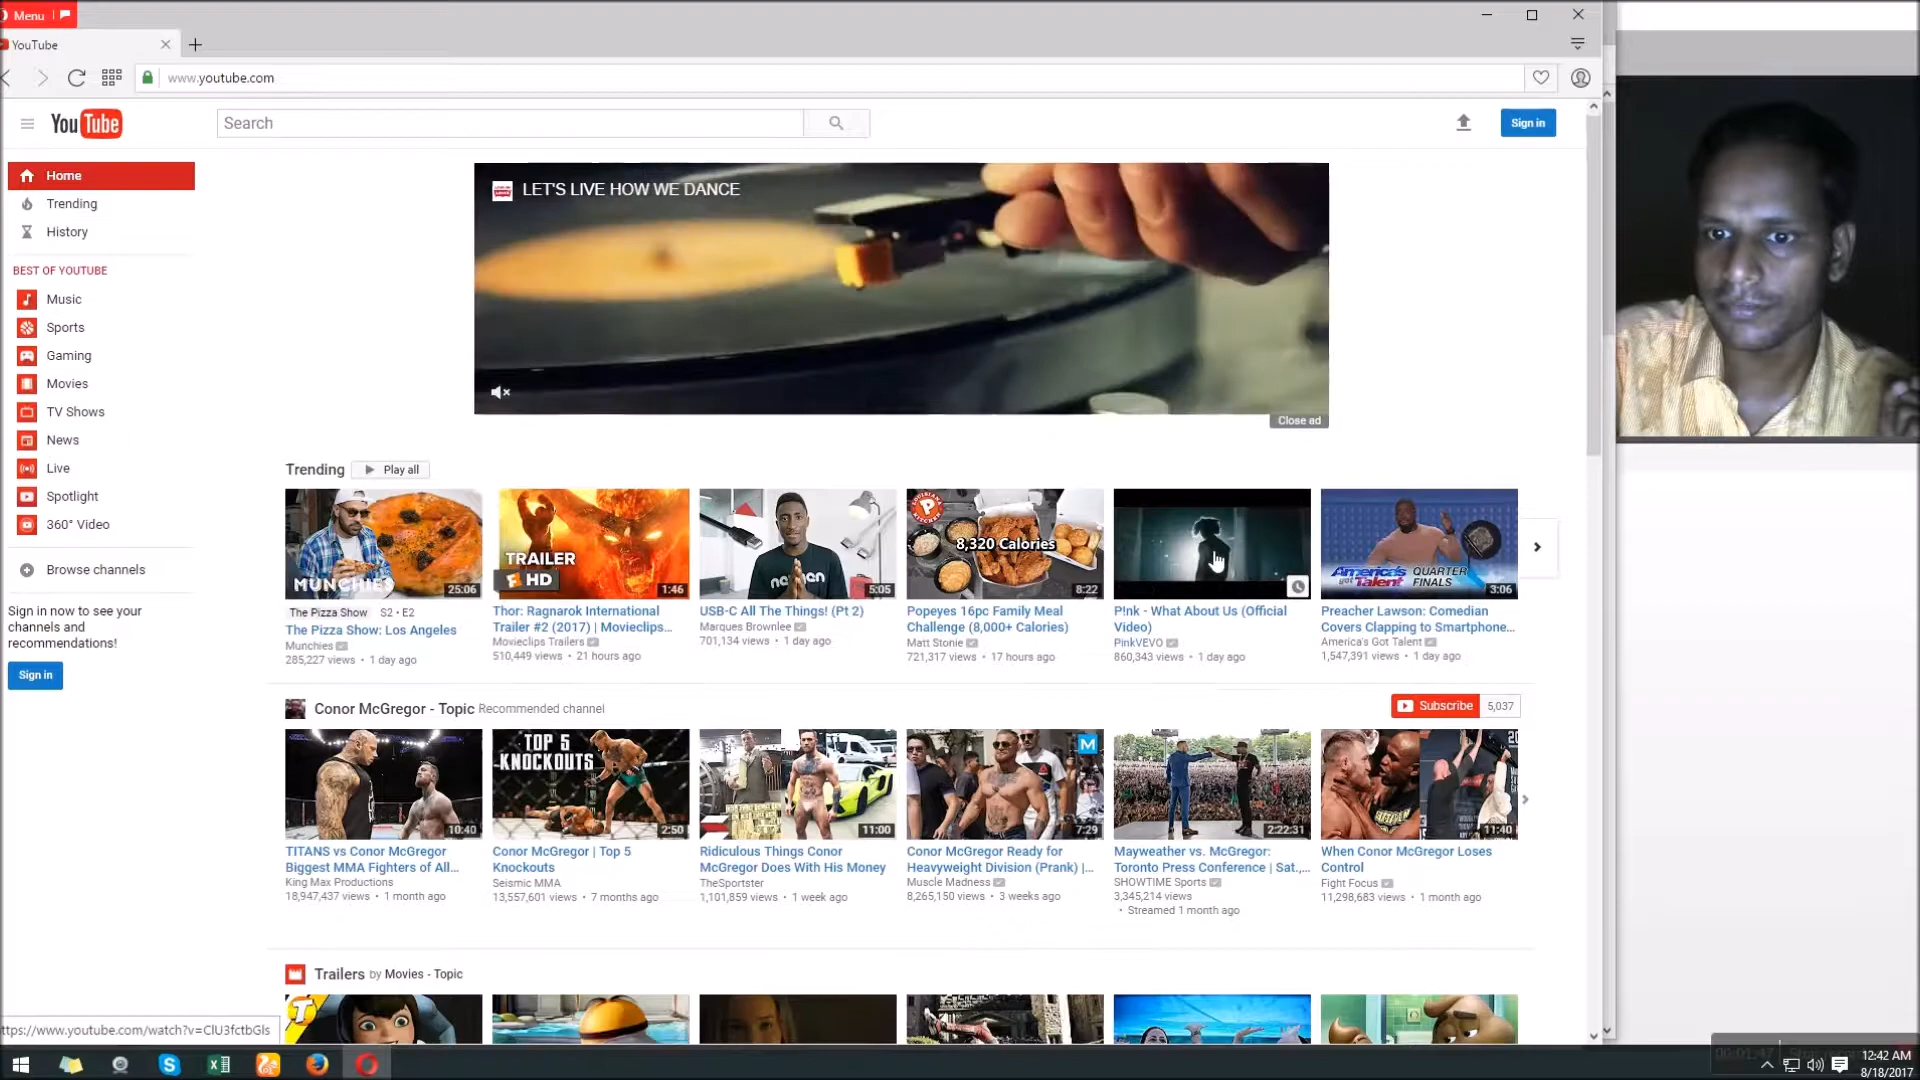 Menu
YouTube
www.youtube.com
YouTube
Search
Sign in
Home
Trending
History
BEST OF YOUTUBE
Music
Sports
Gaming
Movies
TV Shows
News
Live
Spotlight
360° Video
Browse channels
Sign in now to see your
channels and
recommendations!
Sign in
LET'S LIVE HOW WE DANCE
Close ad
Trending
Play all
MUNCHIES
25:06
The Pizza Show S2 • E2
The Pizza Show: Los Angeles
Munchies
285,227 views • 1 day ago
TRAILER
HD
1:46
Thor: Ragnarok International
Trailer #2 (2017) | Movieclips...
Movieclips Trailers
510,449 views • 21 hours ago
5:05
USB-C All The Things! (Pt 2)
Marques Brownlee
701,134 views • 1 day ago
8,320 Calories
8:22
Popeyes 16pc Family Meal
Challenge (8,000+ Calories)
Matt Stonie
721,317 views • 17 hours ago
P!nk - What About Us (Official
Video)
PinkVEVO
860,343 views • 1 day ago
America's
got Talent
QUARTER
FINALS
3:06
Preacher Lawson: Comedian
Covers Clapping to Smartphone...
America's Got Talent
1,547,391 views • 1 day ago
Conor McGregor - Topic Recommended channel
Subscribe 5,037
10:40
TITANS vs Conor McGregor
Biggest MMA Fighters of All...
King Max Productions
18,947,437 views • 1 month ago
TOP 5
KNOCKOUTS
2:50
Conor McGregor | Top 5
Knockouts
Seismic MMA
13,557,601 views • 7 months ago
11:00
Ridiculous Things Conor
McGregor Does With His Money
TheSportster
1,101,859 views • 1 week ago
M
7:29
Conor McGregor Ready for
Heavyweight Division (Prank) |...
Muscle Madness
8,265,150 views • 3 weeks ago
2:22:31
Mayweather vs. McGregor:
Toronto Press Conference | Sat.,...
SHOWTIME Sports
3,345,214 views
• Streamed 1 month ago
11:40
When Conor McGregor Loses
Control
Fight Focus
11,298,683 views • 1 month ago
Trailers by Movies - Topic
ttps://www.youtube.com/watch?v=ClU3fctbGls
00:01:47
12:42 AM
8/18/2017